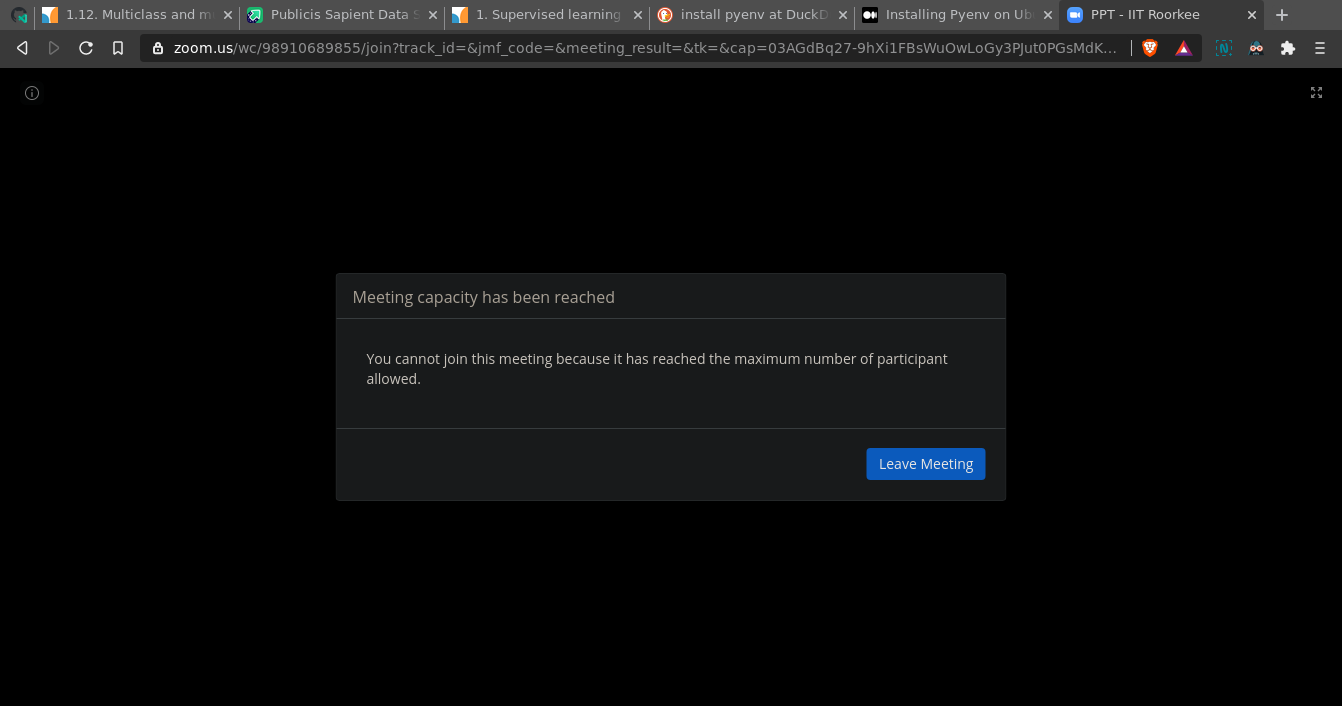 1.12. Multiclass and m
Publicis Sapient Data S
1. Supervised learning
install pyenv at DuckD
Installing Pyenv on Ub
PPT - IIT Roorkee
zoom.us/wc/98910689855/join?track_id=&jmf_code=&meeting_result=&tk=&cap=03AGdBq27-9hXi1FBsWuOwLoGy3PJut0PGsMdK...
Meeting capacity has been reached
You cannot join this meeting because it has reached the maximum number of participant
allowed.
Leave Meeting